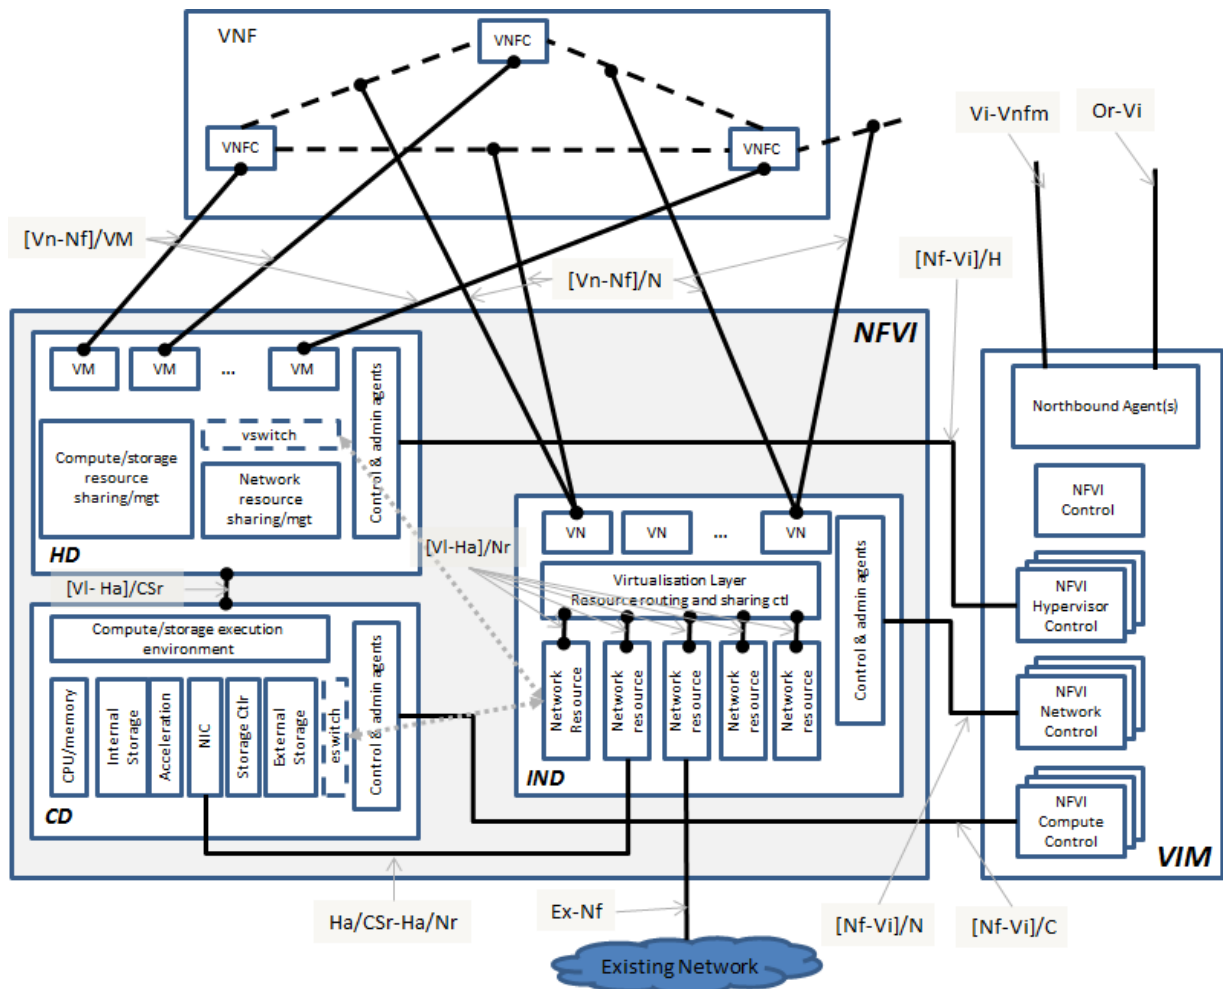 VNF
VNFC
VNFC
VNFC
Vi-Vnfm
Or-Vi
[Vn-Nf]/VM
[Vn-Nf]/N
[Nf-Vi]/H
NFVI
VM
VM
...
VM
Control & admin agents
vswitch
Compute/storage
resource
sharing/mgt
Network
resource
sharing/mgt
HD
[Vl- Ha]/CSr
[Vl-Ha]/Nr
VN
VN
...
VN
Control & admin agents
Virtualisation Layer
Resource routing and sharing ctl
Network
Resource
Network
resource
Network
resource
Network
resource
Network
resource
IND
Compute/storage execution
environment
Control & admin agents
CPU/memory
Internal
Storage
Acceleration
NIC
Storage Ctlr
External
Storage
eswitch
CD
Northbound Agent(s)
NFVI
Control
NFVI
Hypervisor
Control
NFVI
Network
Control
NFVI
Compute
Control
VIM
Ha/CSr-Ha/Nr
Ex-Nf
[Nf-Vi]/N
[Nf-Vi]/C
Existing Network